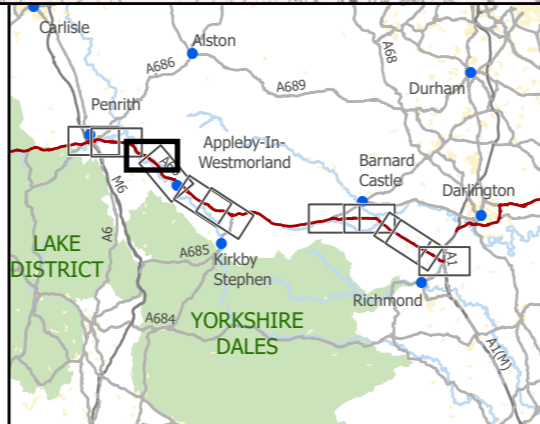 Carlisle
Alston
A68
A686
A689
Durham
Penrith
Appleby-In-
Westmorland
Barnard
Castle
Darlington
M6
A6
LAKE
DISTRICT
A685
Kirkby
Stephen
A1
Richmond
A684
YORKSHIRE
DALES
A1(M)